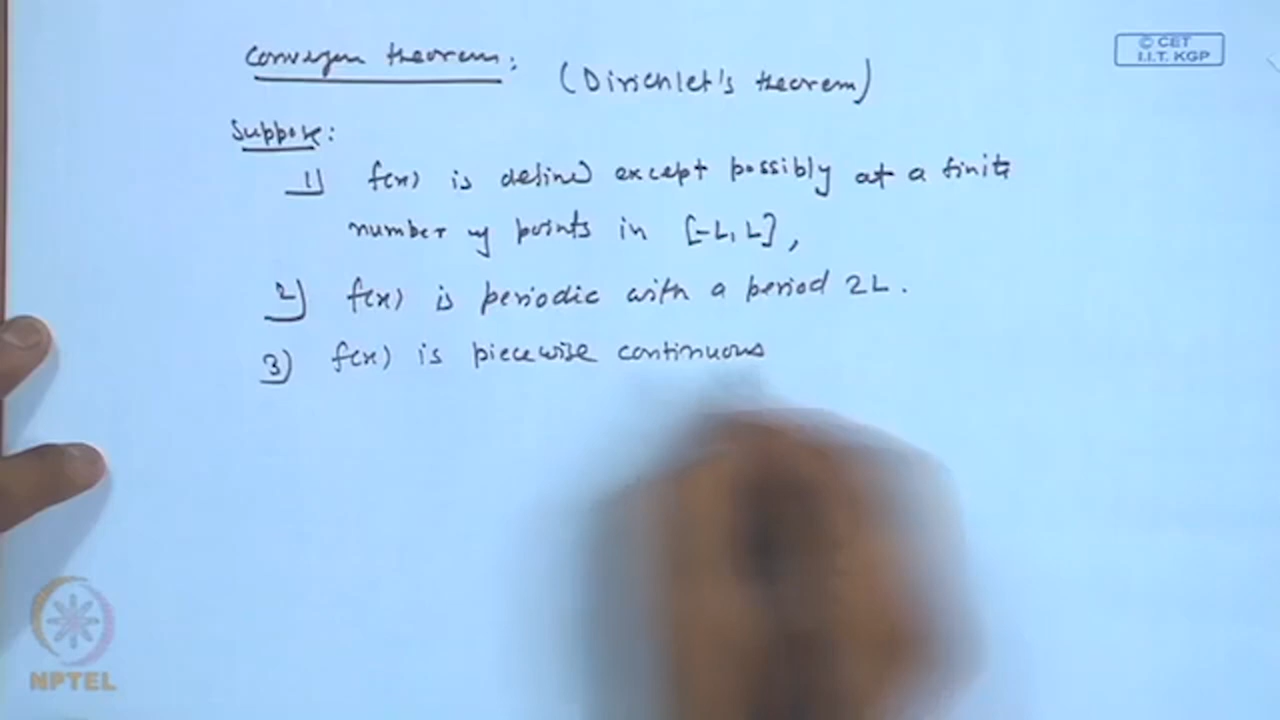 Convergen theorem: (Dirichlet's theorem)
© CET
I.I.T. KGP
Suppose:
1) f(x) is defined except possibly at a finite
number of points in [-L, L],
2) f(x) is periodic with a period 2L.
3) f(x) is piecewise continuous
NPTEL